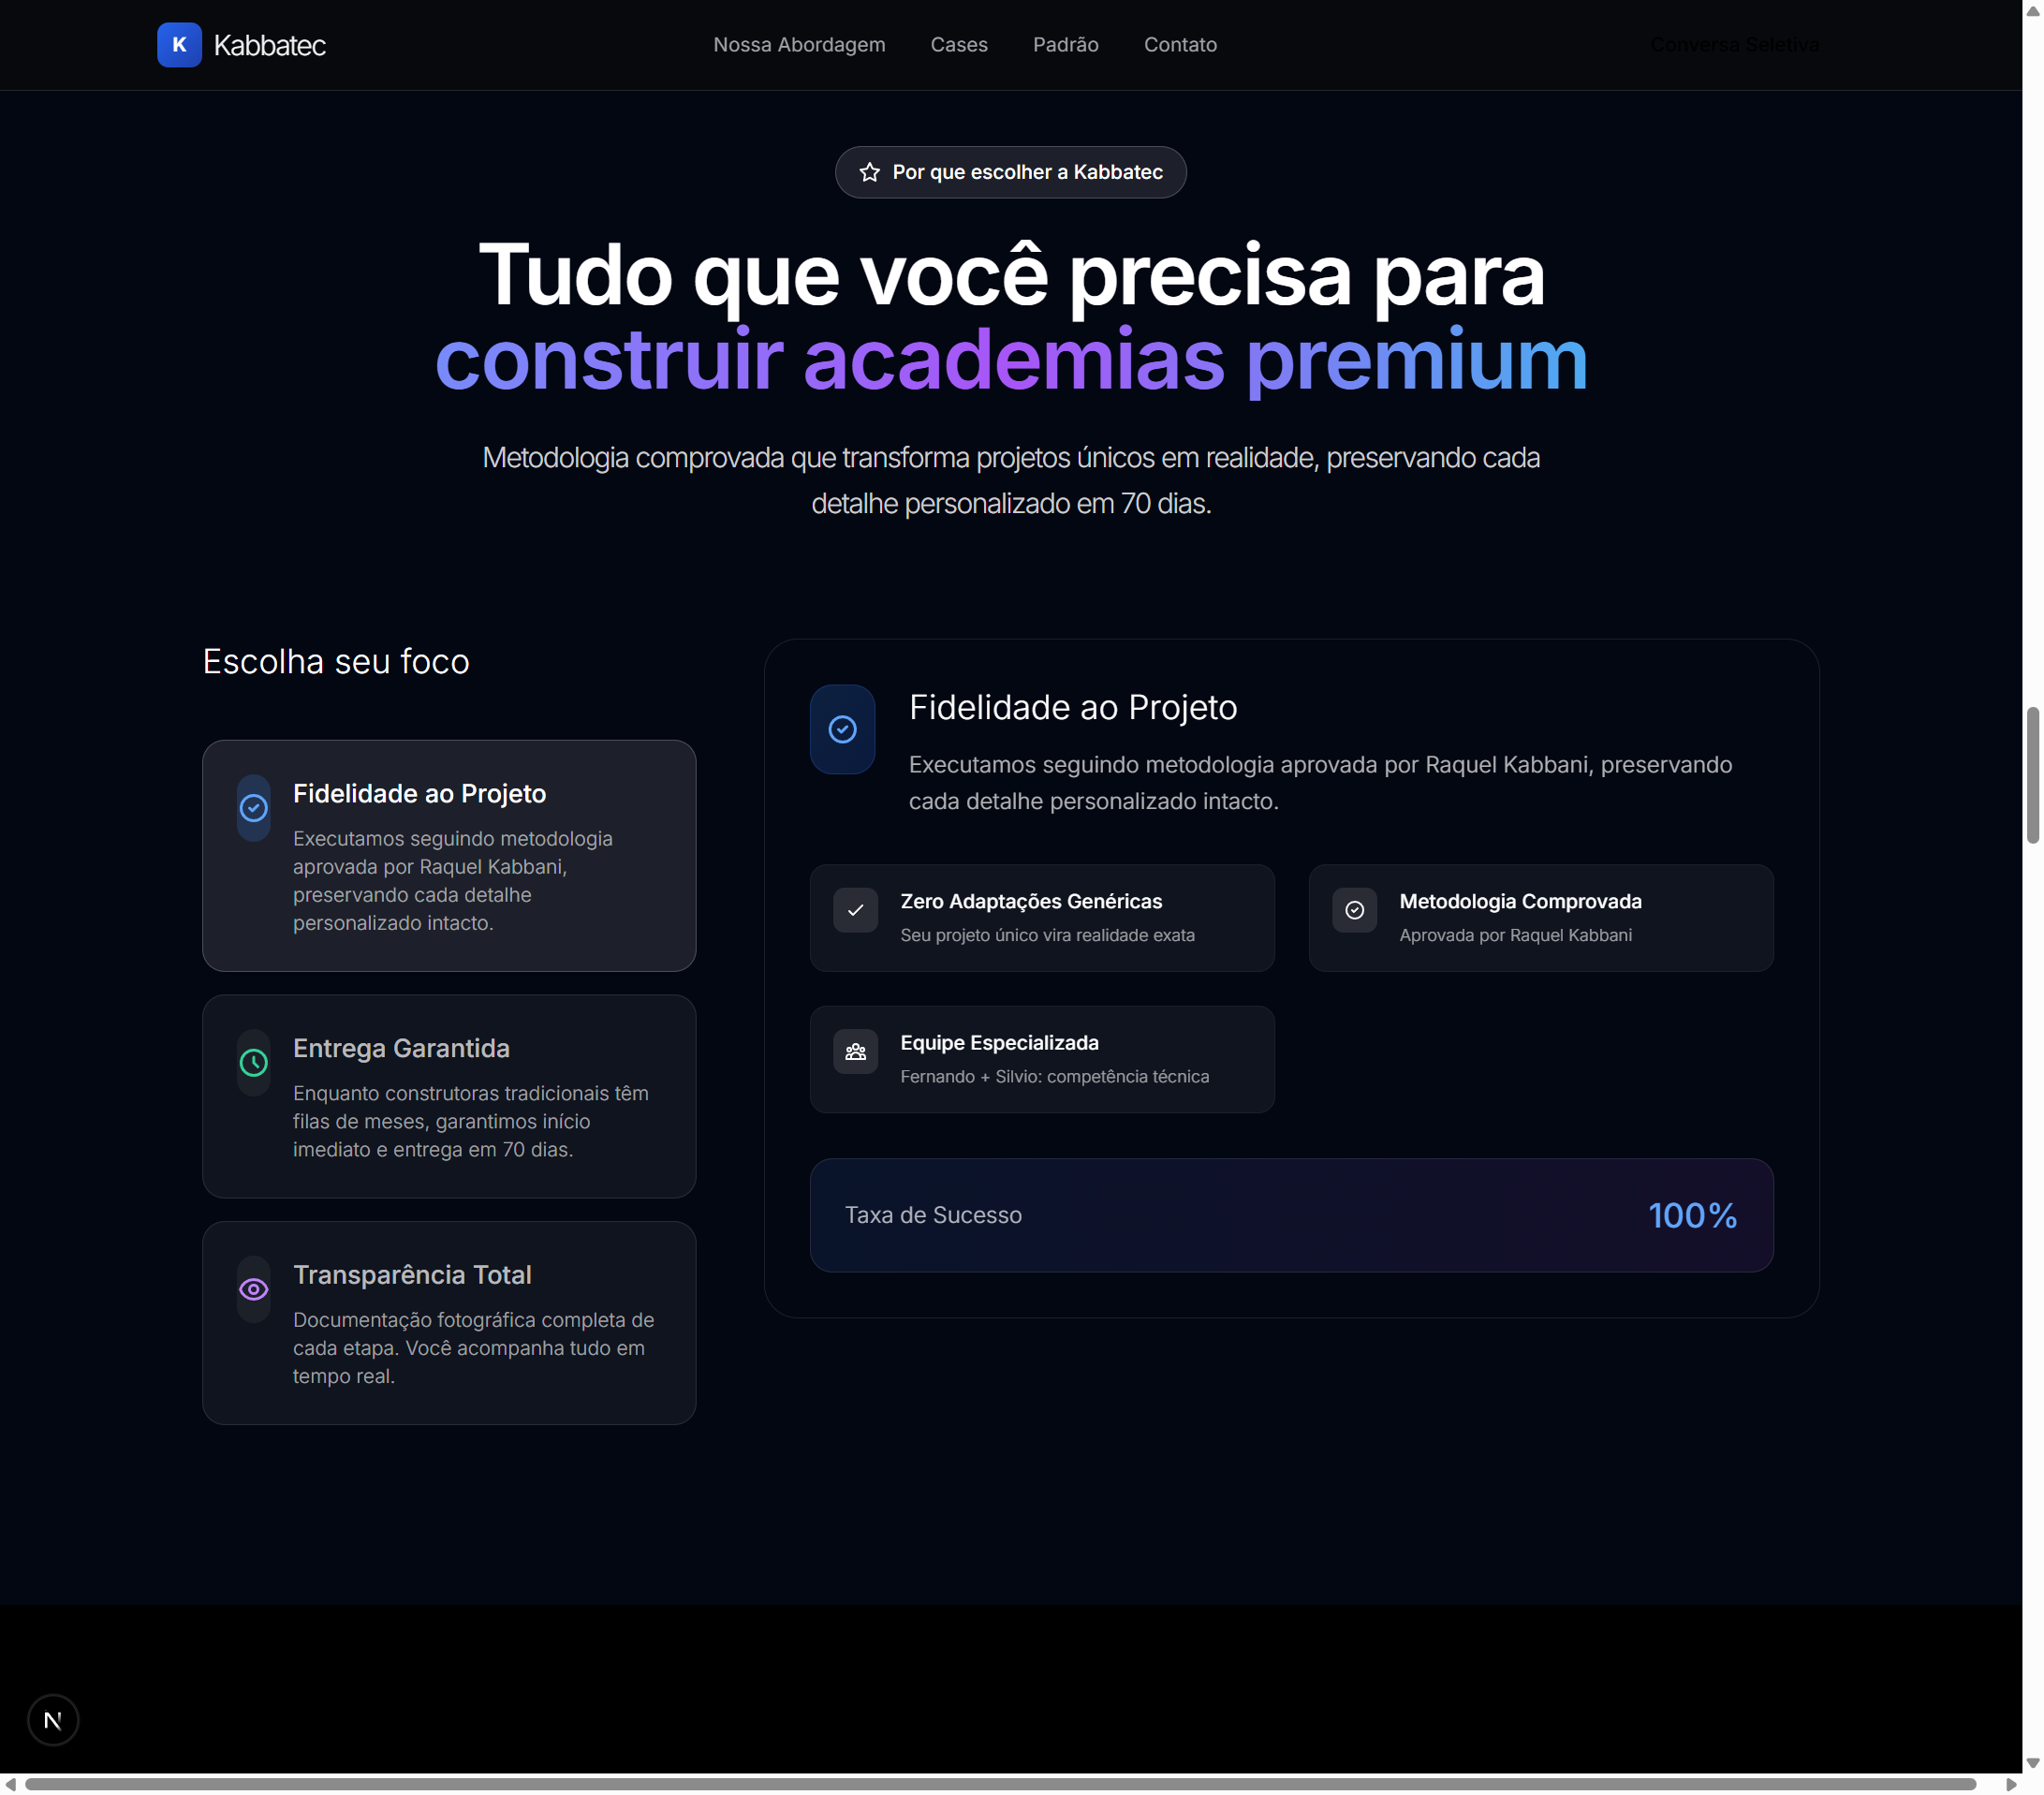 K Kabbatec
Nossa Abordagem Cases Padrão Contato Conversa Seletiva
Por que escolher a Kabbatec
Tudo que você precisa para
construir academias premium
Metodologia comprovada que transforma projetos únicos em realidade, preservando cada
detalhe personalizado em 70 dias.
Escolha seu foco
Fidelidade ao Projeto
Executamos seguindo metodologia
aprovada por Raquel Kabbani,
preservando cada detalhe
personalizado intacto.
Entrega Garantida
Enquanto construtoras tradicionais têm
filas de meses, garantimos início
imediato e entrega em 70 dias.
Transparência Total
Documentação fotográfica completa de
cada etapa. Você acompanha tudo em
tempo real.
Fidelidade ao Projeto
Executamos seguindo metodologia aprovada por Raquel Kabbani, preservando
cada detalhe personalizado intacto.
Zero Adaptações Genéricas
Seu projeto único vira realidade exata
Metodologia Comprovada
Aprovada por Raquel Kabbani
Equipe Especializada
Fernando + Silvio: competência técnica
Taxa de Sucesso 100%
N